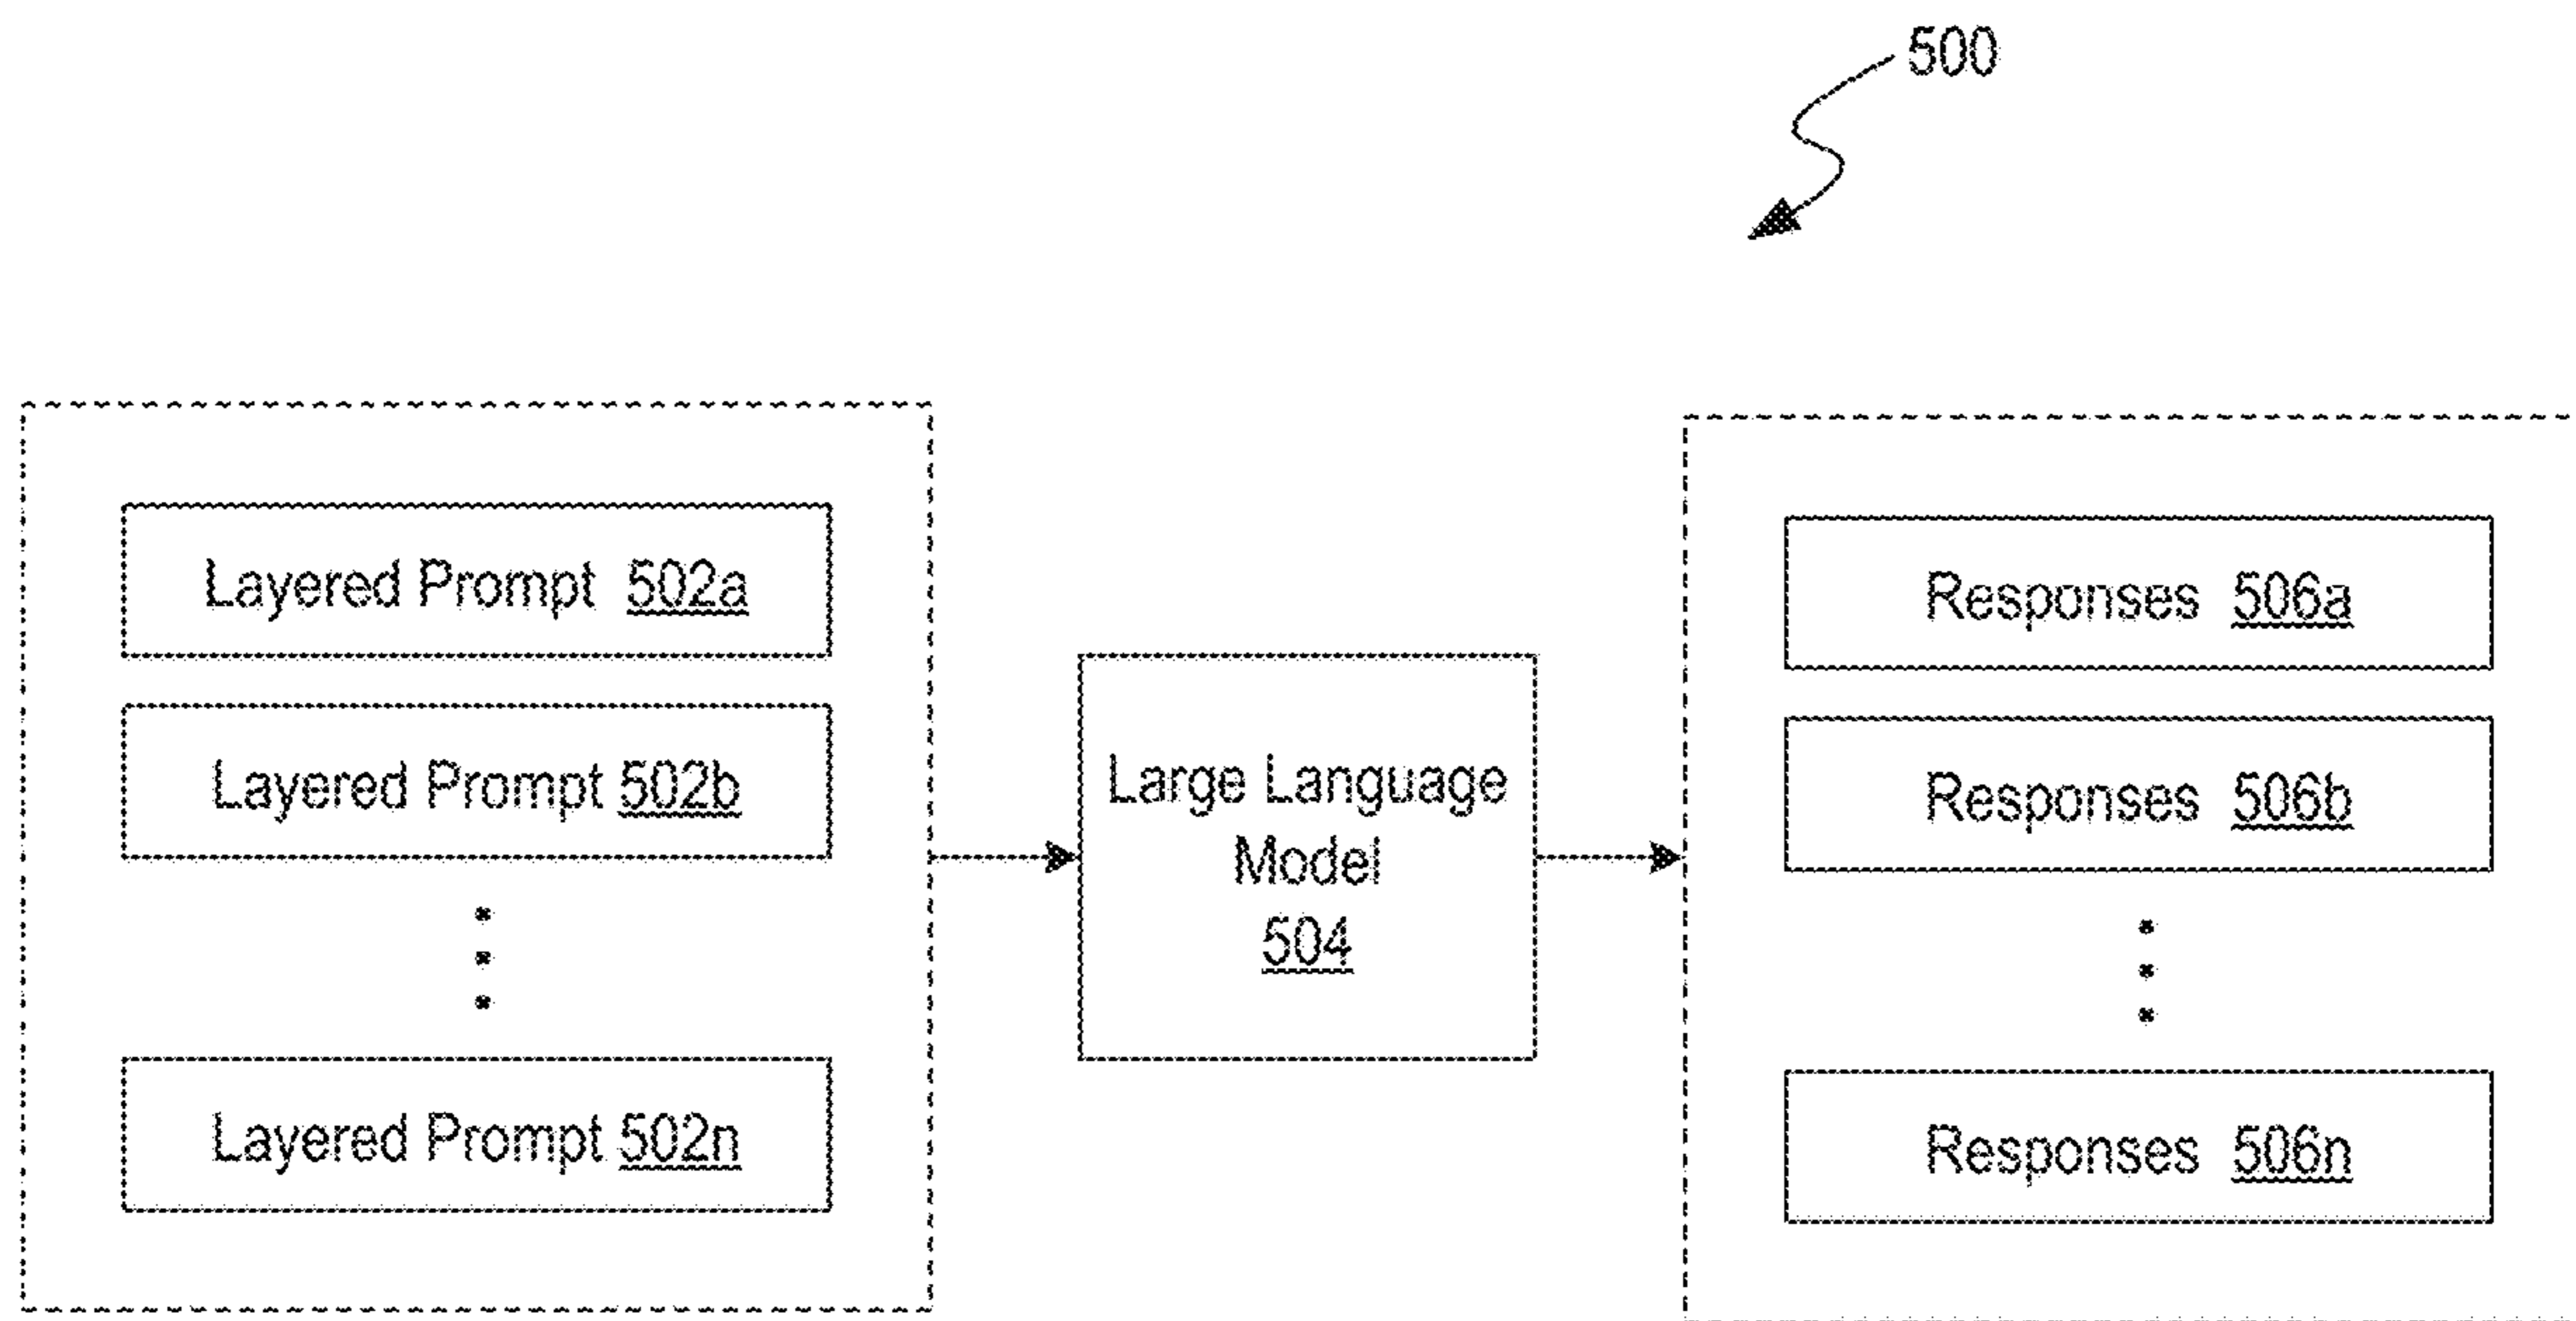 500
Layered Prompt 502a
Layered Prompt 502b
Layered Prompt 502n
Large Language
Model
504
Responses 506a
Responses 506b
Responses 506n